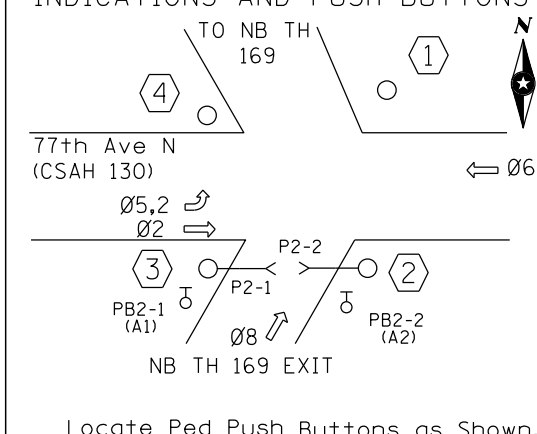 INDICATIONS AND PUSH BUTTONS
TO NB TH
169
N
1
4
77th Ave N
(CSAH 130)
Ø6
Ø5,2
Ø2
P2-2
3
2
P2-1
PB2-1
(A1)
PB2-2
(A2)
Ø8
NB TH 169 EXIT
Locate Ped Push Buttons as Shown.